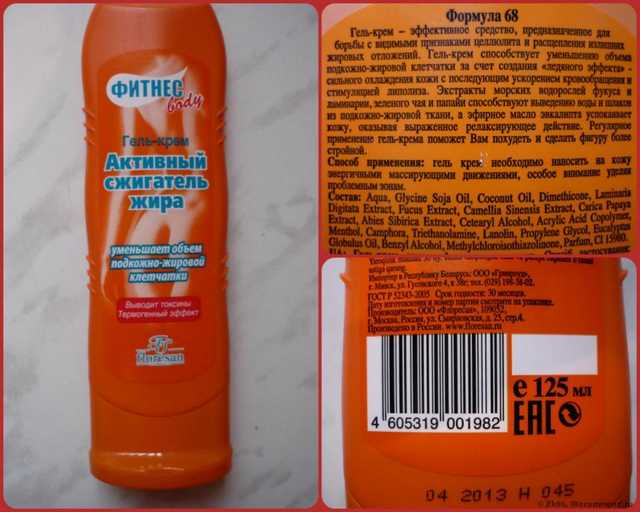 ФИТНЕС
body
Гель-крем
Активный
сжигатель
жира
уменьшает объем
подкожно-жировой
клетчатки
Выводит токсины
Термогенный эффект
floresan
Формула 68
Гель-крем – эффективное средство, предназначенное для
борьбы с видимыми признаками целлюлита и расщепления излишних
жировых отложений. Гель-крем способствует уменьшению объема
подкожно-жировой клетчатки за счет создания «ледяного эффекта» -
сильного охлаждения кожи с последующим ускорением кровообращения и
стимуляцией липолиза. Экстракты морских водорослей фукуса и
ламинарии, зеленого чая и папайи способствуют выведению воды и шлаков
из подкожно-жировой ткани, а эфирное масло эвкалипта успокаивает
кожу, оказывая выраженное релаксирующее действие. Регулярное
применение гель-крема поможет Вам похудеть и сделать фигуру более
стройной.
Способ применения: гель крем необходимо наносить на кожу
энергичными массирующими движениями, особое внимание уделяя
проблемным зонам.
Состав: Aqua, Glycine Soja Oil, Coconut Oil, Dimethicone, Laminaria
Digitata Extract, Fucus Extract, Camellia Sinensis Extract, Carica Papaya
Extract, Abies Sibirica Extract, Cetearyl Alcohol, Acrylic Acid Copolymer,
Menthol, Camphora, Triethanolamine, Lanolin, Propylene Glycol, Eucalyptus
Globulus Oil, Benzyl Alcohol, Methylchloroisothiazolinone, Parfum, CI 15980.
Импортер в Республику Беларусь: ООО «Гринроуз»,
г. Минск, ул. Гусовского 4, к 38г; тел. (029) 198-38-02.
ГОСТ Р 52343-2005 Срок годности: 30 месяцев.
Дата изготовления и номер партии смотрите на упаковке.
Производитель: ООО «Флоресан», 109052,
г. Москва, Россия, ул. Смирновская, д. 25, стр.4.
Произведено в России. www.floresan.ru
4 605319 001982
e 125 мл
EAC
04 2013 Н 045